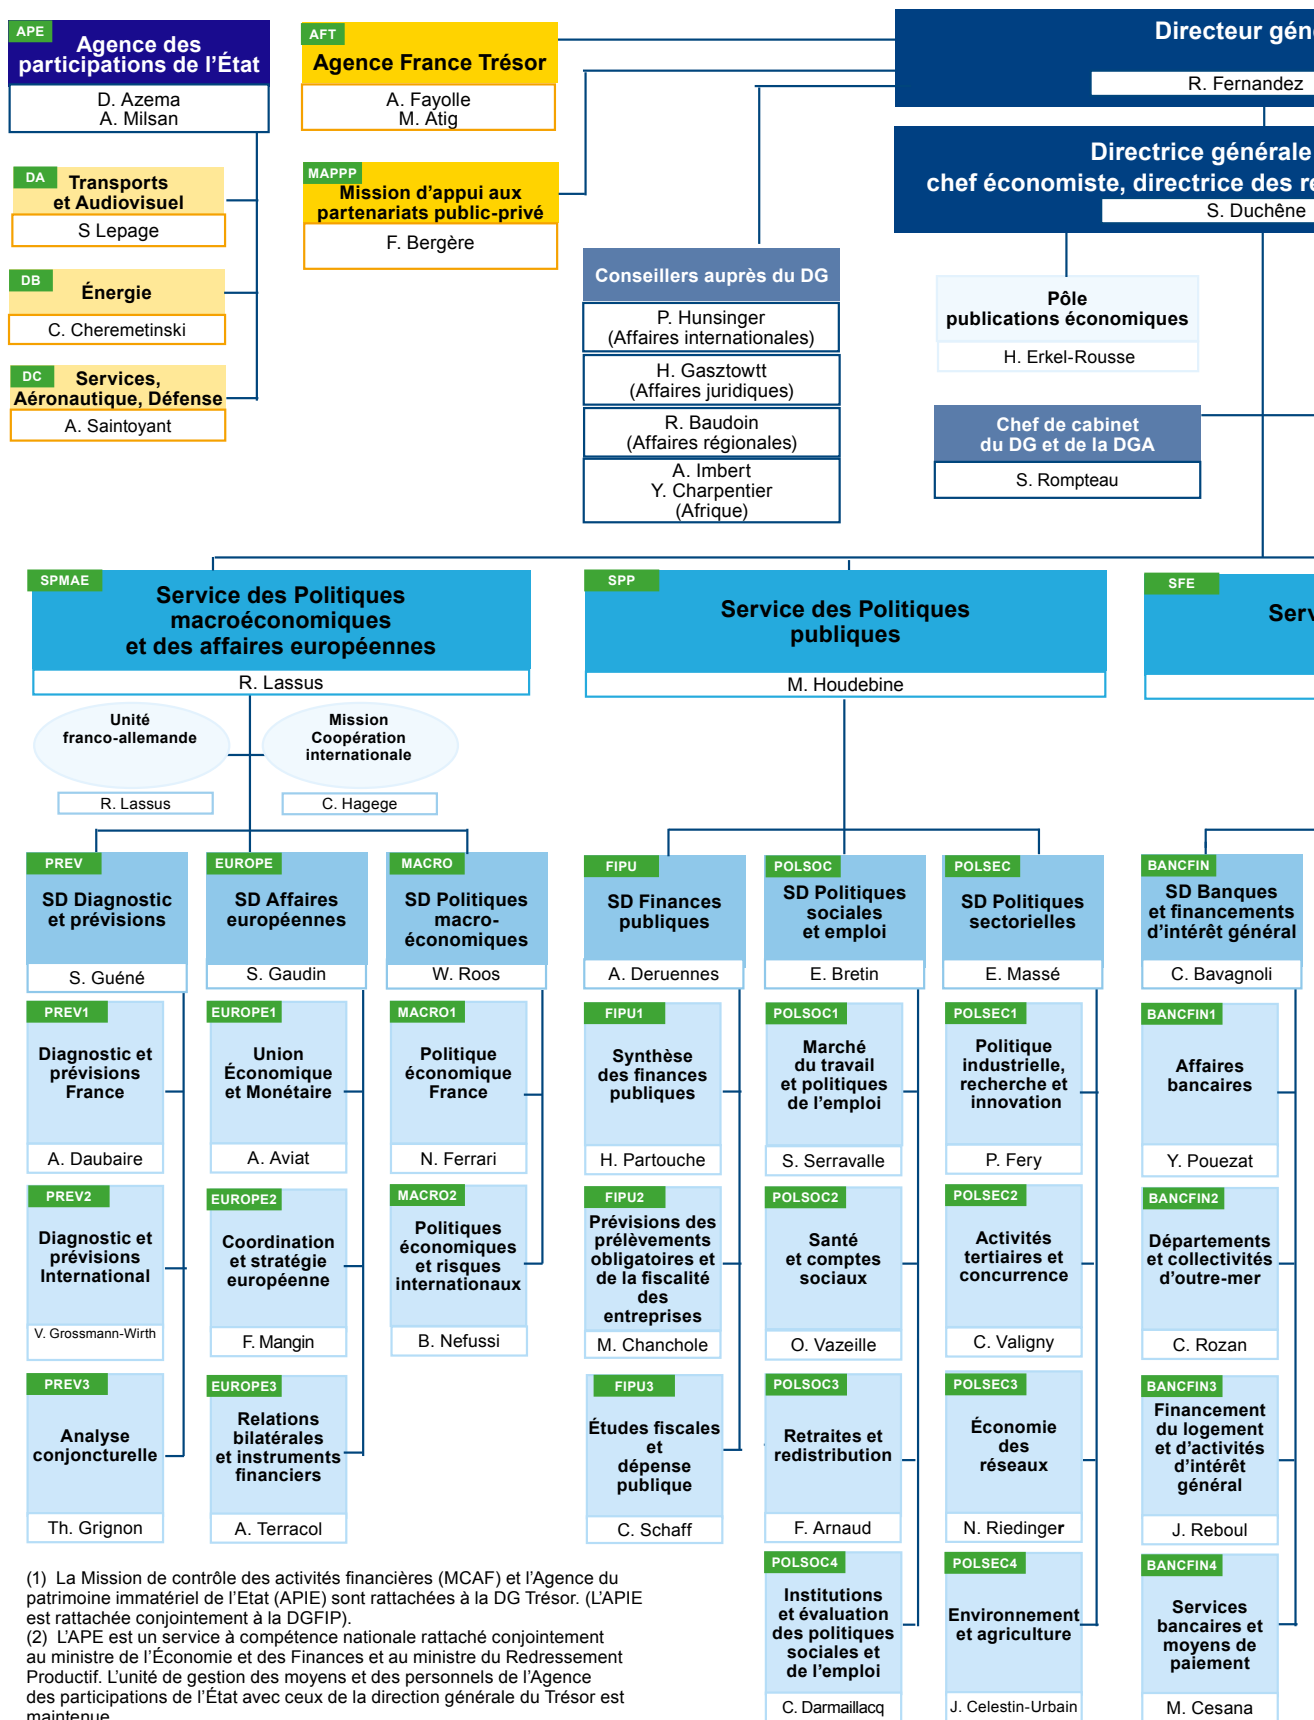 APE
Agence des
participations de l'État
D. Azema
A. Milsan
DA
Transports
et Audiovisuel
S Lepage
DB
Énergie
C. Cheremetinski
DC
Services,
Aéronautique, Défense
A. Saintoyant
AFT
Agence France Trésor
A. Fayolle
M. Atig
MAPPP
Mission d'appui aux
partenariats public-privé
F. Bergère
Directeur gén
R. Fernandez
Directrice générale
chef économiste, directrice des re
S. Duchêne
Conseillers auprès du DG
P. Hunsinger
(Affaires internationales)
H. Gasztowtt
(Affaires juridiques)
R. Baudoin
(Affaires régionales)
A. Imbert
Y. Charpentier
(Afrique)
Pôle
publications économiques
H. Erkel-Rousse
Chef de cabinet
du DG et de la DGA
S. Rompteau
SPMAE
Service des Politiques
macroéconomiques
et des affaires européennes
R. Lassus
Unité
franco-allemande
R. Lassus
Mission
Coopération
internationale
C. Hagege
SPP
Service des Politiques
publiques
M. Houdebine
SFE
Serv
PREV
SD Diagnostic
et prévisions
S. Guéné
PREV1
Diagnostic et
prévisions
France
A. Daubaire
PREV2
Diagnostic et
prévisions
International
V. Grossmann-Wirth
PREV3
Analyse
conjoncturelle
Th. Grignon
EUROPE
SD Affaires
européennes
S. Gaudin
EUROPE1
Union
Économique
et Monétaire
A. Aviat
EUROPE2
Coordination
et stratégie
européenne
F. Mangin
EUROPE3
Relations
bilatérales
et instruments
financiers
A. Terracol
MACRO
SD Politiques
macro-
économiques
W. Roos
MACRO1
Politique
économique
France
N. Ferrari
MACRO2
Politiques
économiques
et risques
internationaux
B. Nefussi
FIPU
SD Finances
publiques
A. Deruennes
FIPU1
Synthèse
des finances
publiques
H. Partouche
FIPU2
Prévisions des
prélèvements
obligatoires et
de la fiscalité
des
entreprises
M. Chanchole
FIPU3
Études fiscales
et
dépense
publique
C. Schaff
POLSOC
SD Politiques
sociales
et emploi
E. Bretin
POLSOC1
Marché
du travail
et politiques
de l'emploi
S. Serravalle
POLSOC2
Santé
et comptes
sociaux
O. Vazeille
POLSOC3
Retraites et
redistribution
F. Arnaud
POLSOC4
Institutions
et évaluation
des politiques
sociales et
de l'emploi
C. Darmaillacq
POLSEC
SD Politiques
sectorielles
E. Massé
POLSEC1
Politique
industrielle,
recherche et
innovation
P. Fery
POLSEC2
Activités
tertiaires et
concurrence
C. Valigny
POLSEC3
Économie
des
réseaux
N. Riedinger
POLSEC4
Environnement
et agriculture
J. Celestin-Urbain
BANCFIN
SD Banques
et financements
d'intérêt général
C. Bavagnoli
BANCFIN1
Affaires
bancaires
Y. Pouezat
BANCFIN2
Départements
et collectivités
d'outre-mer
C. Rozan
BANCFIN3
Financement
du logement
et d'activités
d'intérêt
général
J. Reboul
BANCFIN4
Services
bancaires et
moyens de
paiement
M. Cesana
(1) La Mission de contrôle des activités financières (MCAF) et l'Agence du
patrimoine immatériel de l'Etat (APIE) sont rattachées à la DG Trésor. (L'APIE
est rattachée conjointement à la DGFIP).
(2) L'APE est un service à compétence nationale rattaché conjointement
au ministre de l'Économie et des Finances et au ministre du Redressement
Productif. L'unité de gestion des moyens et des personnels de l'Agence
des participations de l'État avec ceux de la direction générale du Trésor est
maintenue